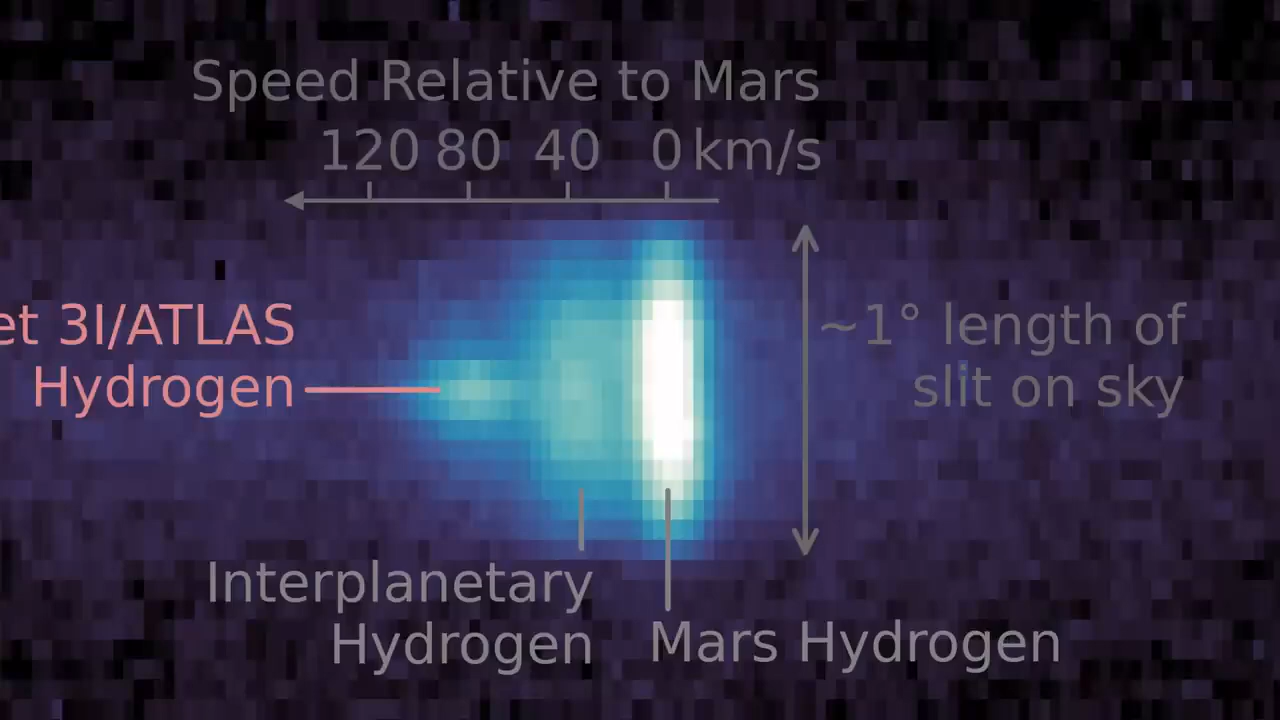 Speed Relative to Mars
120 80 40 0 km/s
et 3I/ATLAS
Hydrogen
~1° length of
slit on sky
Interplanetary
Hydrogen
Mars Hydrogen